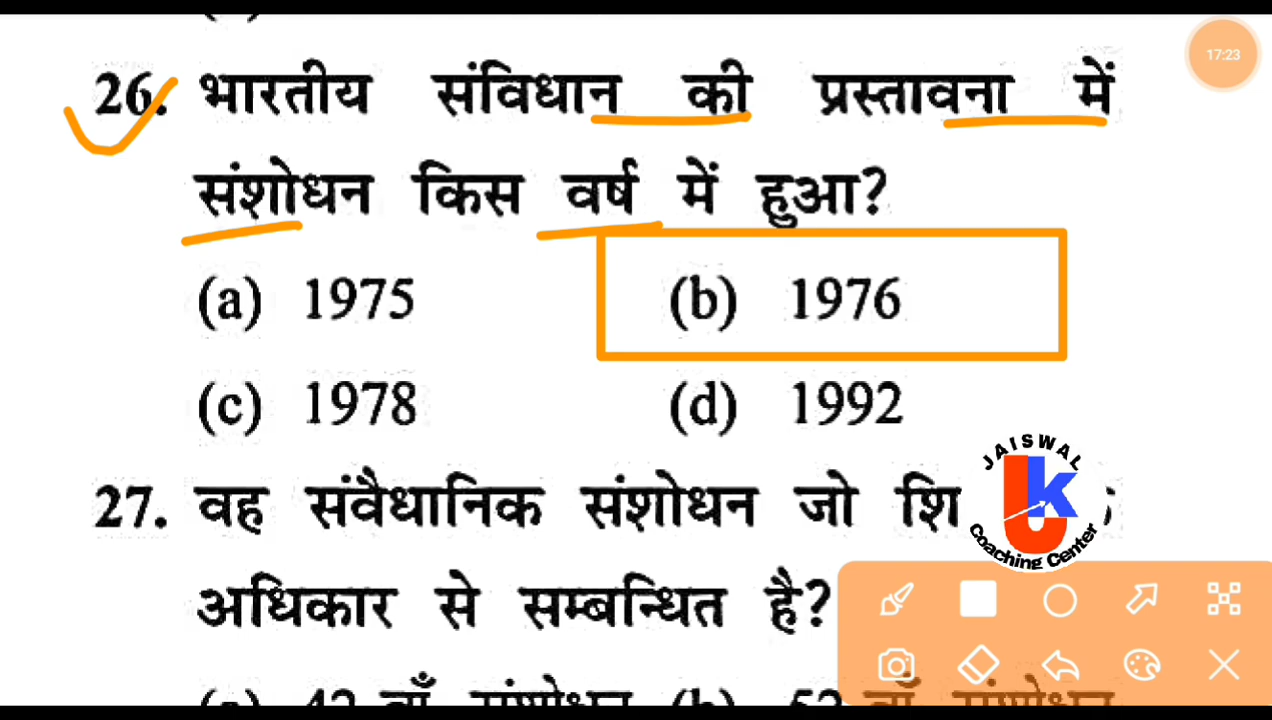 17:23
26. भारतीय संविधान की प्रस्तावना में
संशोधन किस वर्ष में हुआ?
(a) 1975 (b) 1976
(c) 1978 (d) 1992
JAISWAL
UK
Coaching Center
27. वह संवैधानिक संशोधन जो
अधिकार से सम्बन्धित है?